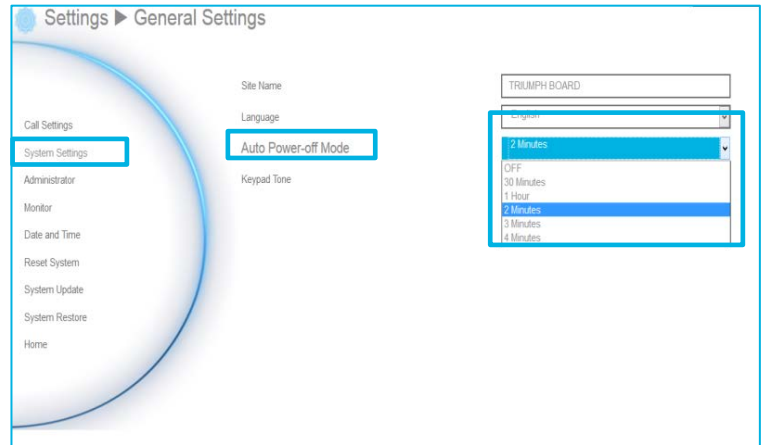 Settings ▶ General Settings
Site Name
TRIUMPH BOARD
Language
English
Auto Power-off Mode
2 Minutes
OFF
30 Minutes
1 Hour
2 Minutes
3 Minutes
4 Minutes
Keypad Tone
Call Settings
System Settings
Administrator
Monitor
Date and Time
Reset System
System Update
System Restore
Home